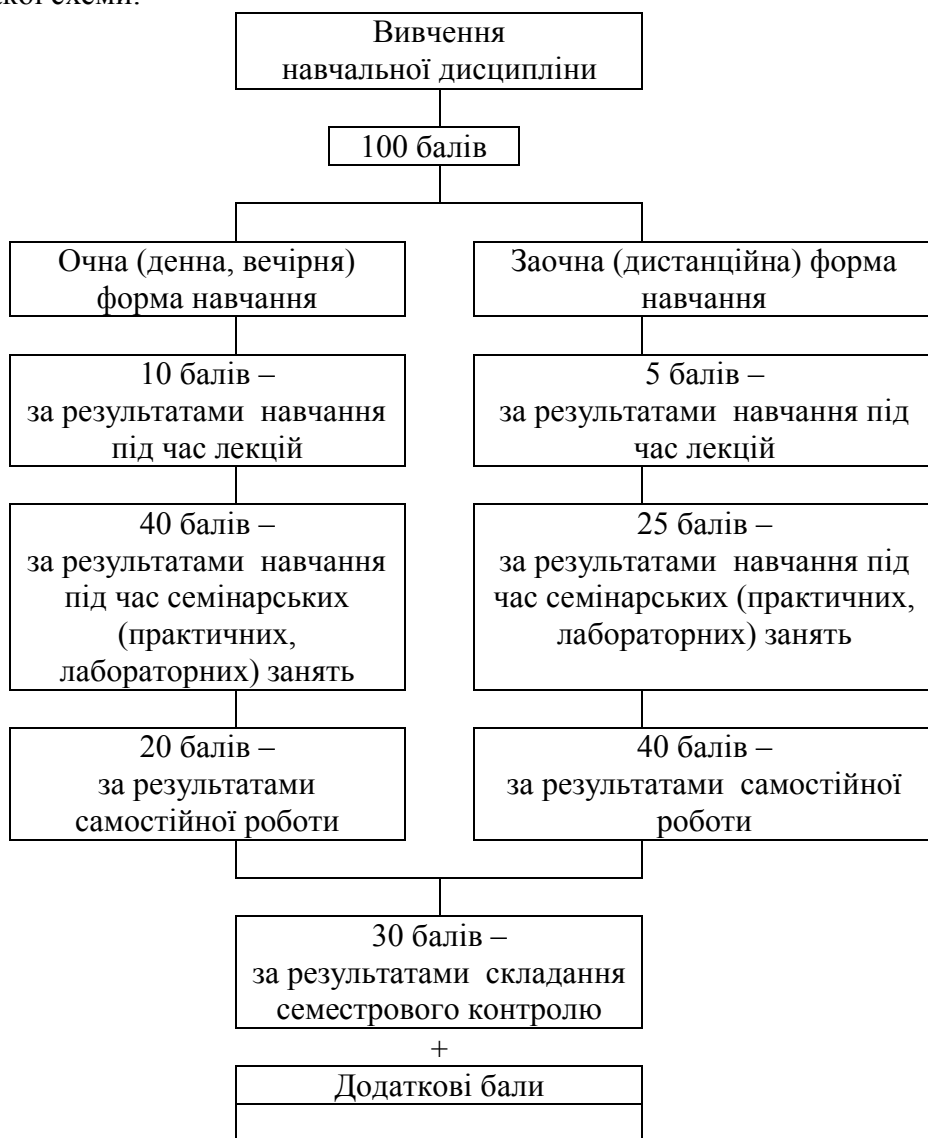 Вивчення
навчальної дисципліни
100 балів
Очна (денна, вечірня)
форма навчання
Заочна (дистанційна) форма
навчання
10 балів –
за результатами навчання
під час лекцій
5 балів –
за результатами навчання під
час лекцій
40 балів –
за результатами навчання
під час семінарських
(практичних,
лабораторних) занять
25 балів –
за результатами навчання під
час семінарських (практичних,
лабораторних) занять
20 балів –
за результатами
самостійної роботи
40 балів –
за результатами самостійної
роботи
30 балів –
за результатами складання
семестрового контролю
+
Додаткові бали